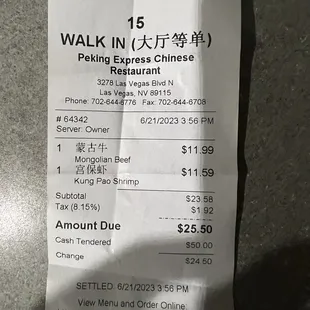 15
WALK IN (大厅等单)
Peking Express Chinese
Restaurant
3278 Las Vegas Blvd N
Las Vegas, NV 89115
Phone: 702-644-6776 Fax: 702-644-6708
# 64342 6/21/2023 3:56 PM
Server: Owner
1 蒙古牛 $11.99
Mongolian Beef
1 宫保虾 $11.59
Kung Pao Shrimp
Subtotal $23.58
Tax (8.15%) $1.92
Amount Due $25.50
Cash Tendered $50.00
Change $24.50
SETTLED: 6/21/2023 3:56 PM
View Menu and Order Online: